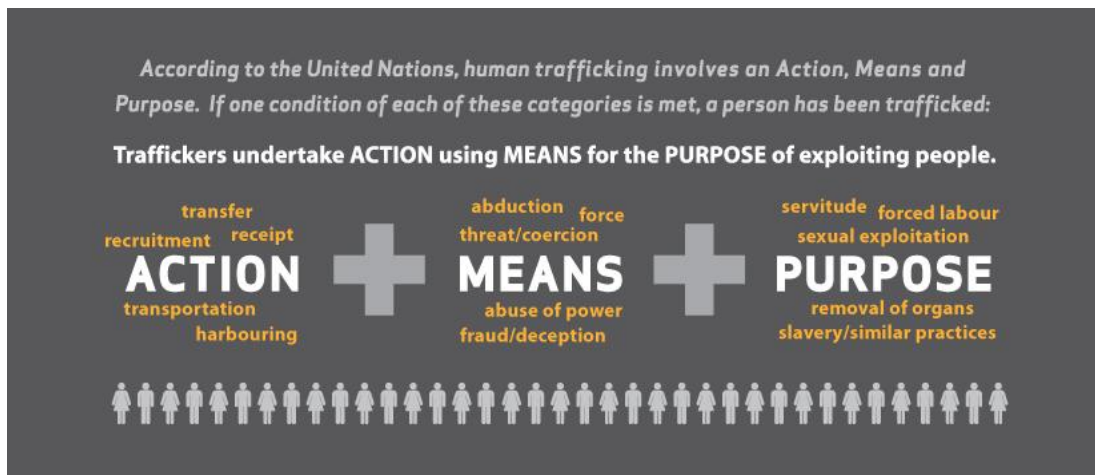 According to the United Nations, human trafficking involves an Action, Means and
Purpose. If one condition of each of these categories is met, a person has been trafficked:
Traffickers undertake ACTION using MEANS for the PURPOSE of exploiting people.
transfer
recruitment receipt
ACTION
transportation
harbouring
abduction force
threat/coercion
MEANS
abuse of power
fraud/deception
servitude forced labour
sexual exploitation
PURPOSE
removal of organs
slavery/similar practices